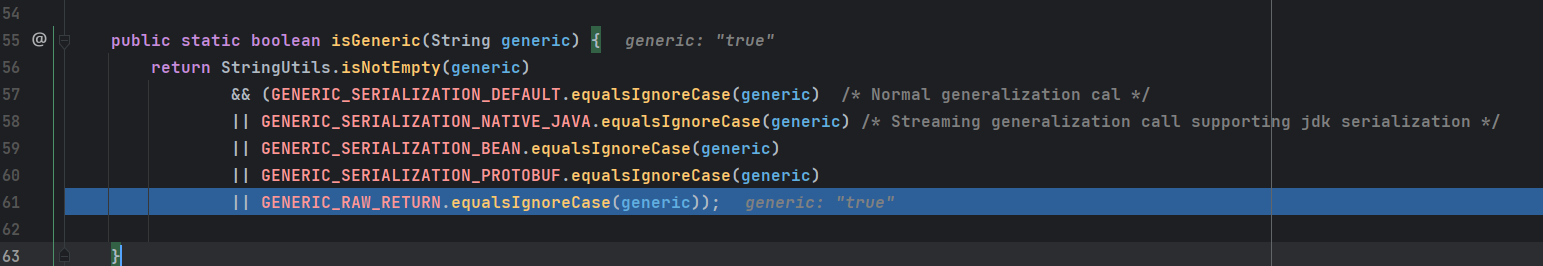 54
55 @ public static boolean isGeneric(String generic) { generic: "true"
56 return StringUtils.isNotEmpty(generic)
57 && (GENERIC_SERIALIZATION_DEFAULT.equalsIgnoreCase(generic) /* Normal generalization cal */
58 || GENERIC_SERIALIZATION_NATIVE_JAVA.equalsIgnoreCase(generic) /* Streaming generalization call supporting jdk serialization */
59 || GENERIC_SERIALIZATION_BEAN.equalsIgnoreCase(generic)
60 || GENERIC_SERIALIZATION_PROTOBUF.equalsIgnoreCase(generic)
61 || GENERIC_RAW_RETURN.equalsIgnoreCase(generic)); generic: "true"
62
63 }